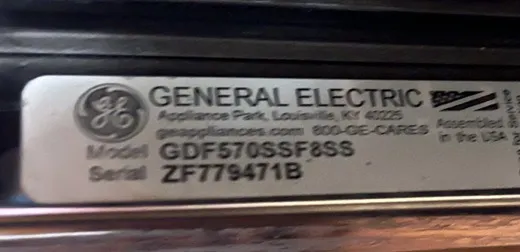 GE
GENERAL ELECTRIC
Appliance Park, Louisville, KY 40225
geappliances.com 800-GE-CARES
Assembled
in the USA
Model GDF570SSF8SS
Serial ZF779471B